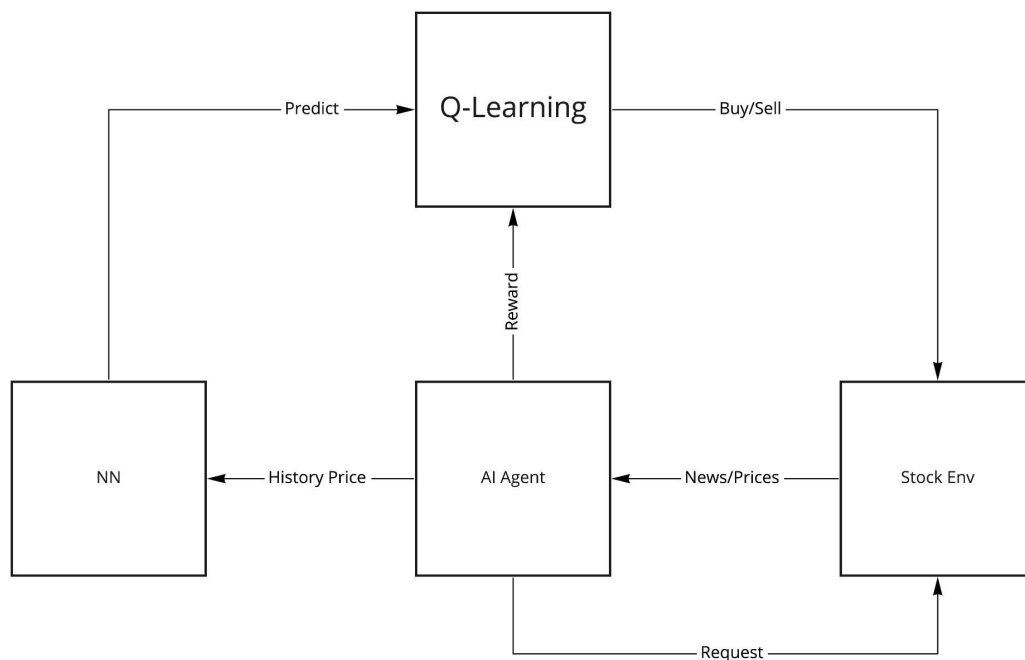 Q-Learning
Predict
Buy/Sell
Reward
NN
History Price
AI Agent
News/Prices
Stock Env
Request